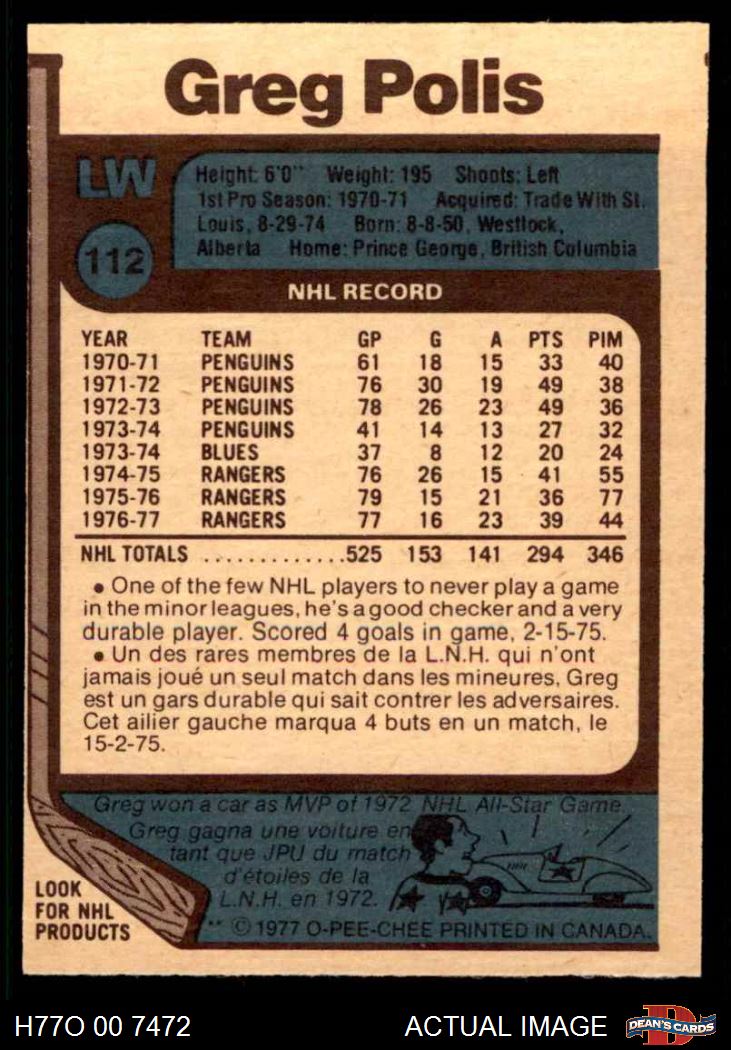 Greg Polis
LW
Height: 6'0" Weight: 195 Shoots: Left
1st Pro Season: 1970-71 Acquired: Trade With St.
Louis, 8-29-74 Born: 8-8-50, Westlock,
Alberta Home: Prince George, British Columbia
112
NHL RECORD
YEAR TEAM GP G A PTS PIM
1970-71 PENGUINS 61 18 15 33 40
1971-72 PENGUINS 76 30 19 49 38
1972-73 PENGUINS 78 26 23 49 36
1973-74 PENGUINS 41 14 13 27 32
1973-74 BLUES 37 8 12 20 24
1974-75 RANGERS 76 26 15 41 55
1975-76 RANGERS 79 15 21 36 77
1976-77 RANGERS 77 16 23 39 44
NHL TOTALS .............525 153 141 294 346
• One of the few NHL players to never play a game
in the minor leagues, he's a good checker and a very
durable player. Scored 4 goals in game, 2-15-75.
• Un des rares membres de la L.N.H. qui n'ont
jamais joué un seul match dans les mineures, Greg
est un gars durable qui sait contrer les adversaires.
Cet ailier gauche marqua 4 buts en un match, le
15-2-75.
Greg won a car as MVP of 1972 NHL All-Star Game.
Greg gagna une voiture en
tant que JPU du match
d'étoiles de la
L.N.H. en 1972.
LOOK
FOR NHL
PRODUCTS
** © 1977 O-PEE-CHEE PRINTED IN CANADA.
H77O 00 7472 ACTUAL IMAGE
D
DEAN'S CARDS